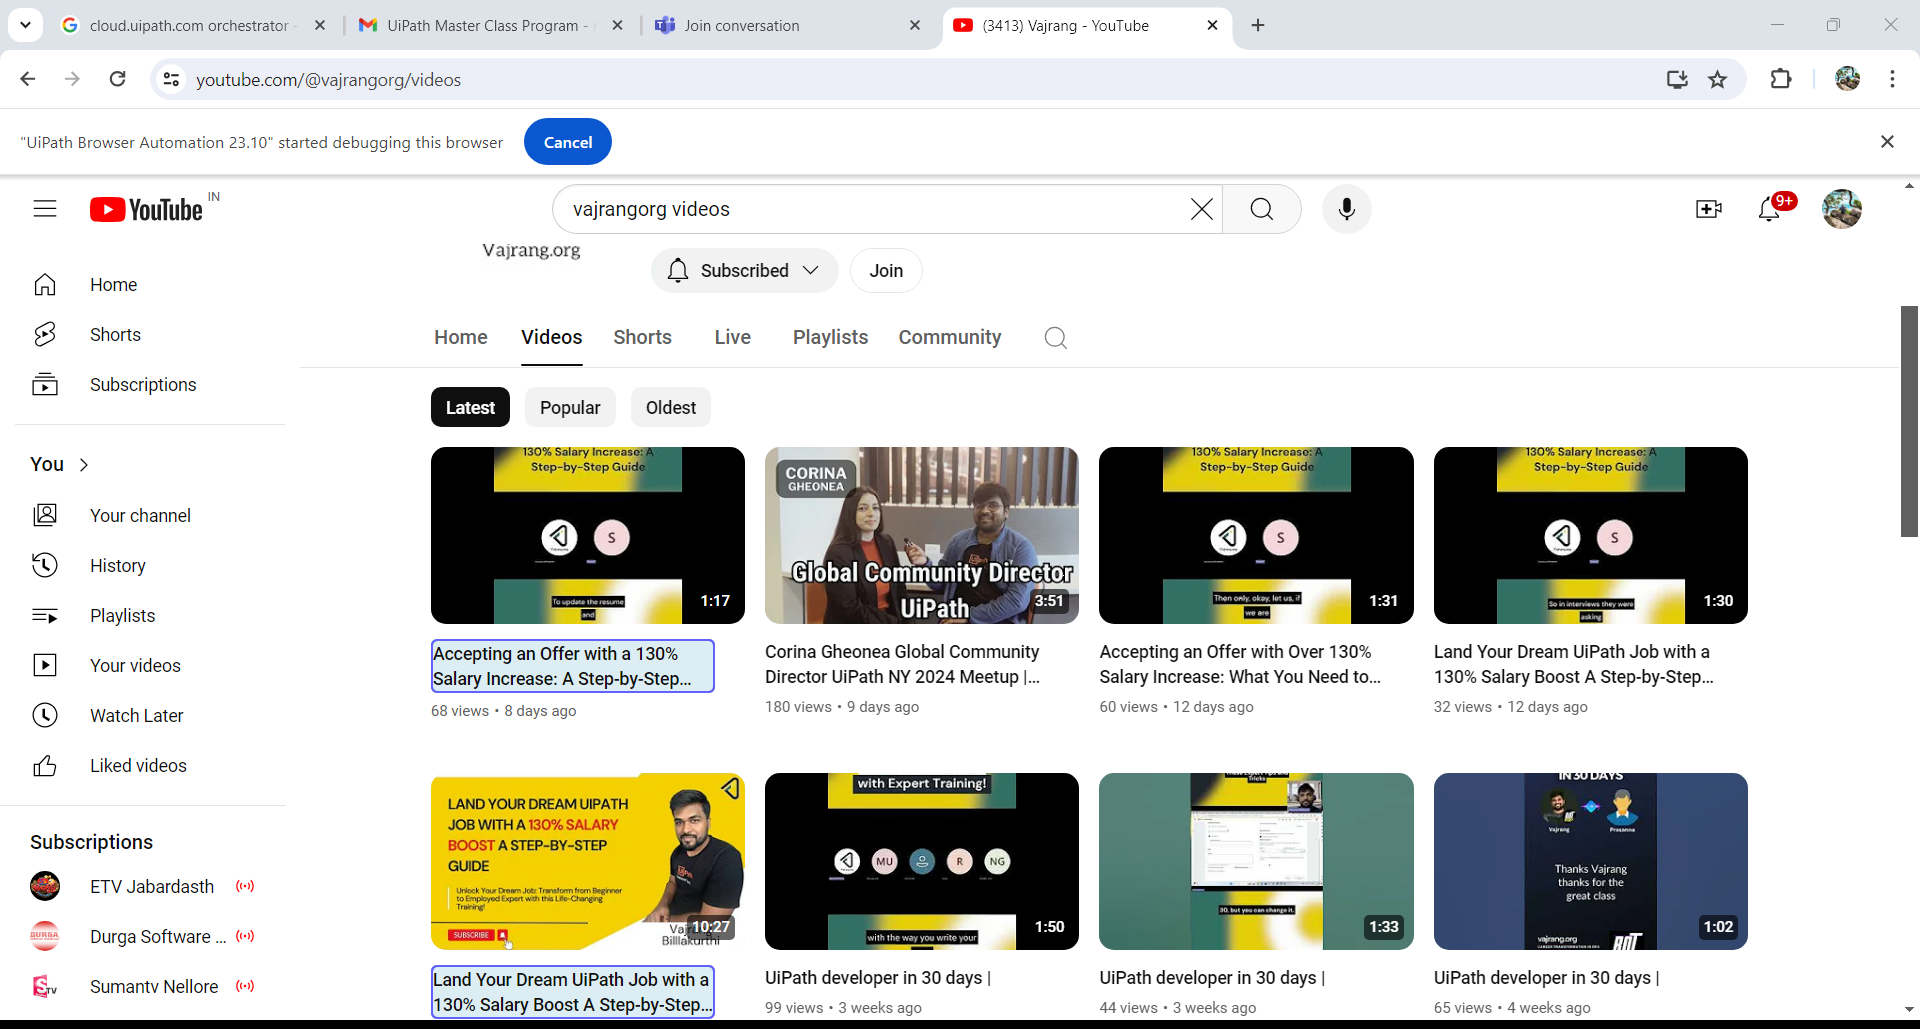 cloud.uipath.com orchestrator -
UiPath Master Class Program -
Join conversation
(3413) Vajrang - YouTube
youtube.com/@vajrangorg/videos
"UiPath Browser Automation 23.10" started debugging this browser
Cancel
YouTube IN
vajrangorg videos
9+
Vajrang.org
Subscribed
Join
Home
Shorts
Subscriptions
You
Your channel
History
Playlists
Your videos
Watch Later
Liked videos
Subscriptions
ETV Jabardasth
Durga Software ...
Sumantv Nellore
Home Videos Shorts Live Playlists Community
Latest Popular Oldest
130% Salary Increase: A
Step-by-Step Guide
S
To update the resume
and
1:17
Accepting an Offer with a 130%
Salary Increase: A Step-by-Step...
68 views • 8 days ago
CORINA
GHEONEA
Global Community Director
UiPath
3:51
Corina Gheonea Global Community
Director UiPath NY 2024 Meetup |...
180 views • 9 days ago
130% Salary Increase: A
Step-by-Step Guide
S
Then only, okay, let us, if
we are
1:31
Accepting an Offer with Over 130%
Salary Increase: What You Need to...
60 views • 12 days ago
130% Salary Increase: A
Step-by-Step Guide
S
So in interviews they were
asking
1:30
Land Your Dream UiPath Job with a
130% Salary Boost A Step-by-Step...
32 views • 12 days ago
LAND YOUR DREAM UIPATH
JOB WITH A 130% SALARY
BOOST A STEP-BY-STEP
GUIDE
Unlock Your Dream Job: Transform from Beginner
to Employed Expert with this Life-Changing
Training!
SUBSCRIBE
Billlakurthi
10:27
Land Your Dream UiPath Job with a
130% Salary Boost A Step-by-Step...
with Expert Training!
MU R NG
with the way you write your
1:50
UiPath developer in 30 days |
99 views • 3 weeks ago
Tricks
30, but you can change it.
1:33
UiPath developer in 30 days |
44 views • 3 weeks ago
IN 30 DAYS
Vajrang Prasanna
Thanks Vajrang
thanks for the
great class
vajrang.org
BOT
1:02
UiPath developer in 30 days |
65 views • 4 weeks ago